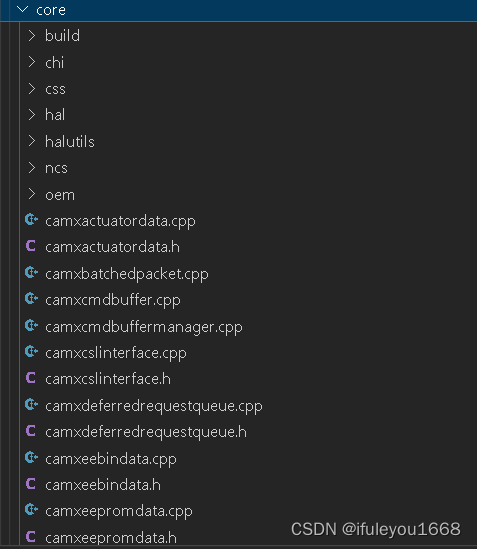 core
build
chi
css
hal
halutils
ncs
oem
camxactuatordata.cpp
camxactuatordata.h
camxbatchedpacket.cpp
camxcmdbuffer.cpp
camxcmdbuffermanager.cpp
camxcslinterface.cpp
camxcslinterface.h
camxdeferredrequestqueue.cpp
camxdeferredrequestqueue.h
camxeebindata.cpp
camxeebindata.h
camxeepromdata.cpp
camxeepromdata.h
CSDN @ifuleyou1668